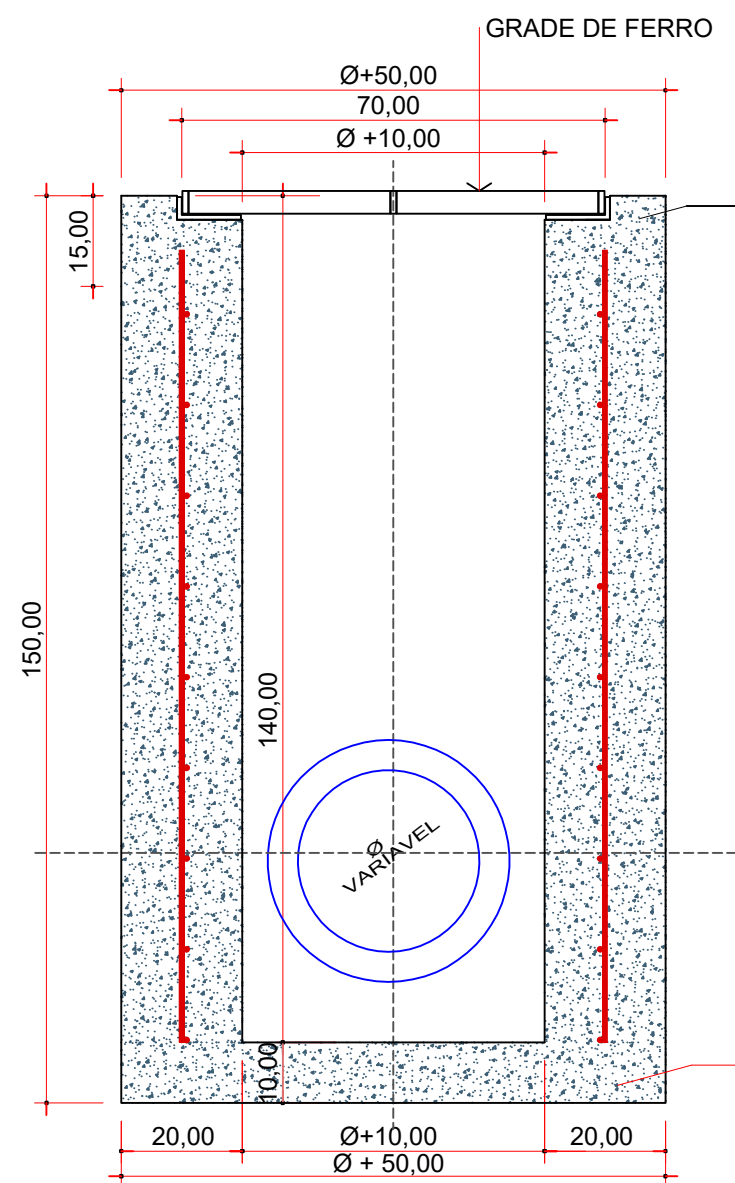 GRADE DE FERRO
Ø+50,00
70,00
Ø +10,00
15,00
150,00
140,00
Ø
VARIAVEL
10,00
20,00
Ø+10,00
20,00
Ø + 50,00